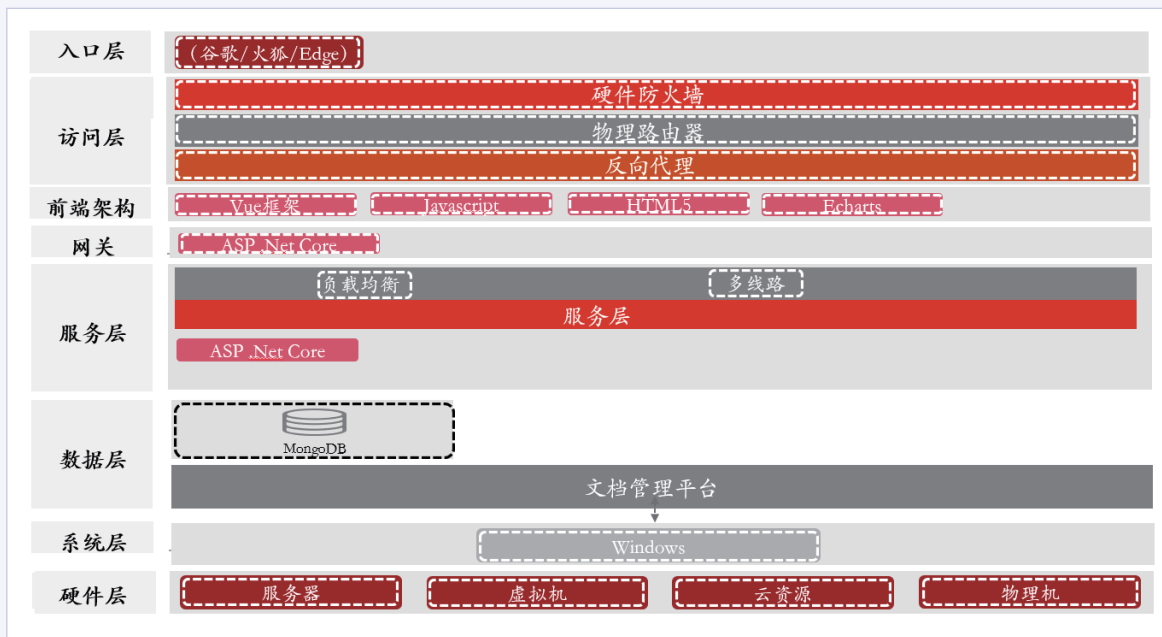 入口层
（谷歌/火狐/Edge）
访问层
硬件防火墙
物理路由器
反向代理
前端架构
Vue框架
Javascript
HTML5
Echarts
网关
ASP .Net Core
服务层
负载均衡
多线路
服务层
ASP .Net Core
数据层
MongoDB
文档管理平台
系统层
Windows
硬件层
服务器
虚拟机
云资源
物理机